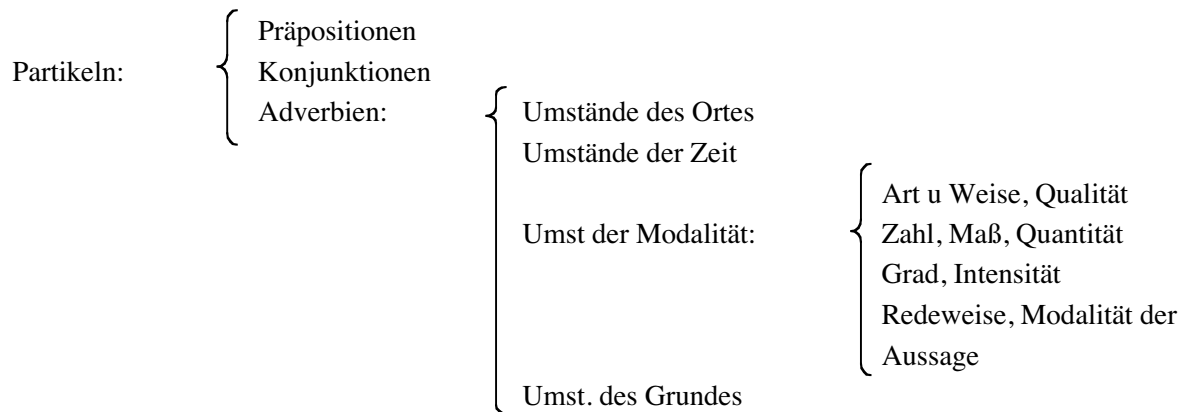 Präpositionen
Partikeln: Konjunktionen
Adverbien: Umstände des Ortes
Umstände der Zeit
Art u Weise, Qualität
Umst der Modalität: Zahl, Maß, Quantität
Grad, Intensität
Redeweise, Modalität der
Aussage
Umst. des Grundes